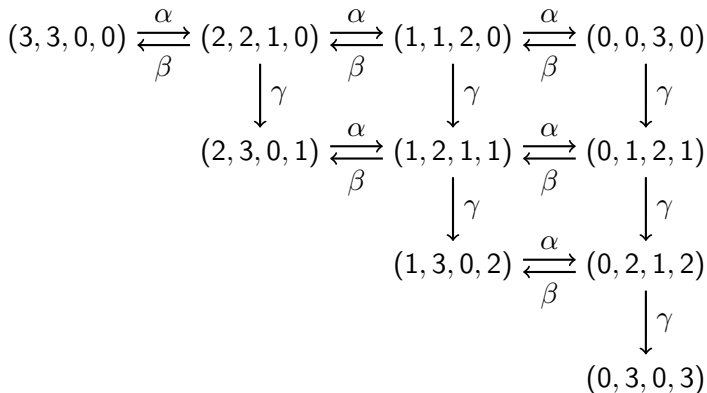 α α α
(3,3,0,0) (2,2,1,0) (1,1,2,0) (0,0,3,0)
β β β
γ γ γ
α α
(2,3,0,1) (1,2,1,1) (0,1,2,1)
β β
γ γ
α
(1,3,0,2) (0,2,1,2)
β
γ
(0,3,0,3)